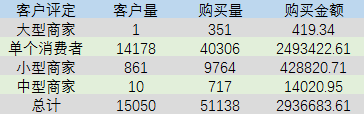 客户评定 客户量 购买量 购买金额
大型商家 1 351 419.34
单个消费者 14178 40306 2493422.61
小型商家 861 9764 428820.71
中型商家 10 717 14020.95
总计 15050 51138 2936683.61